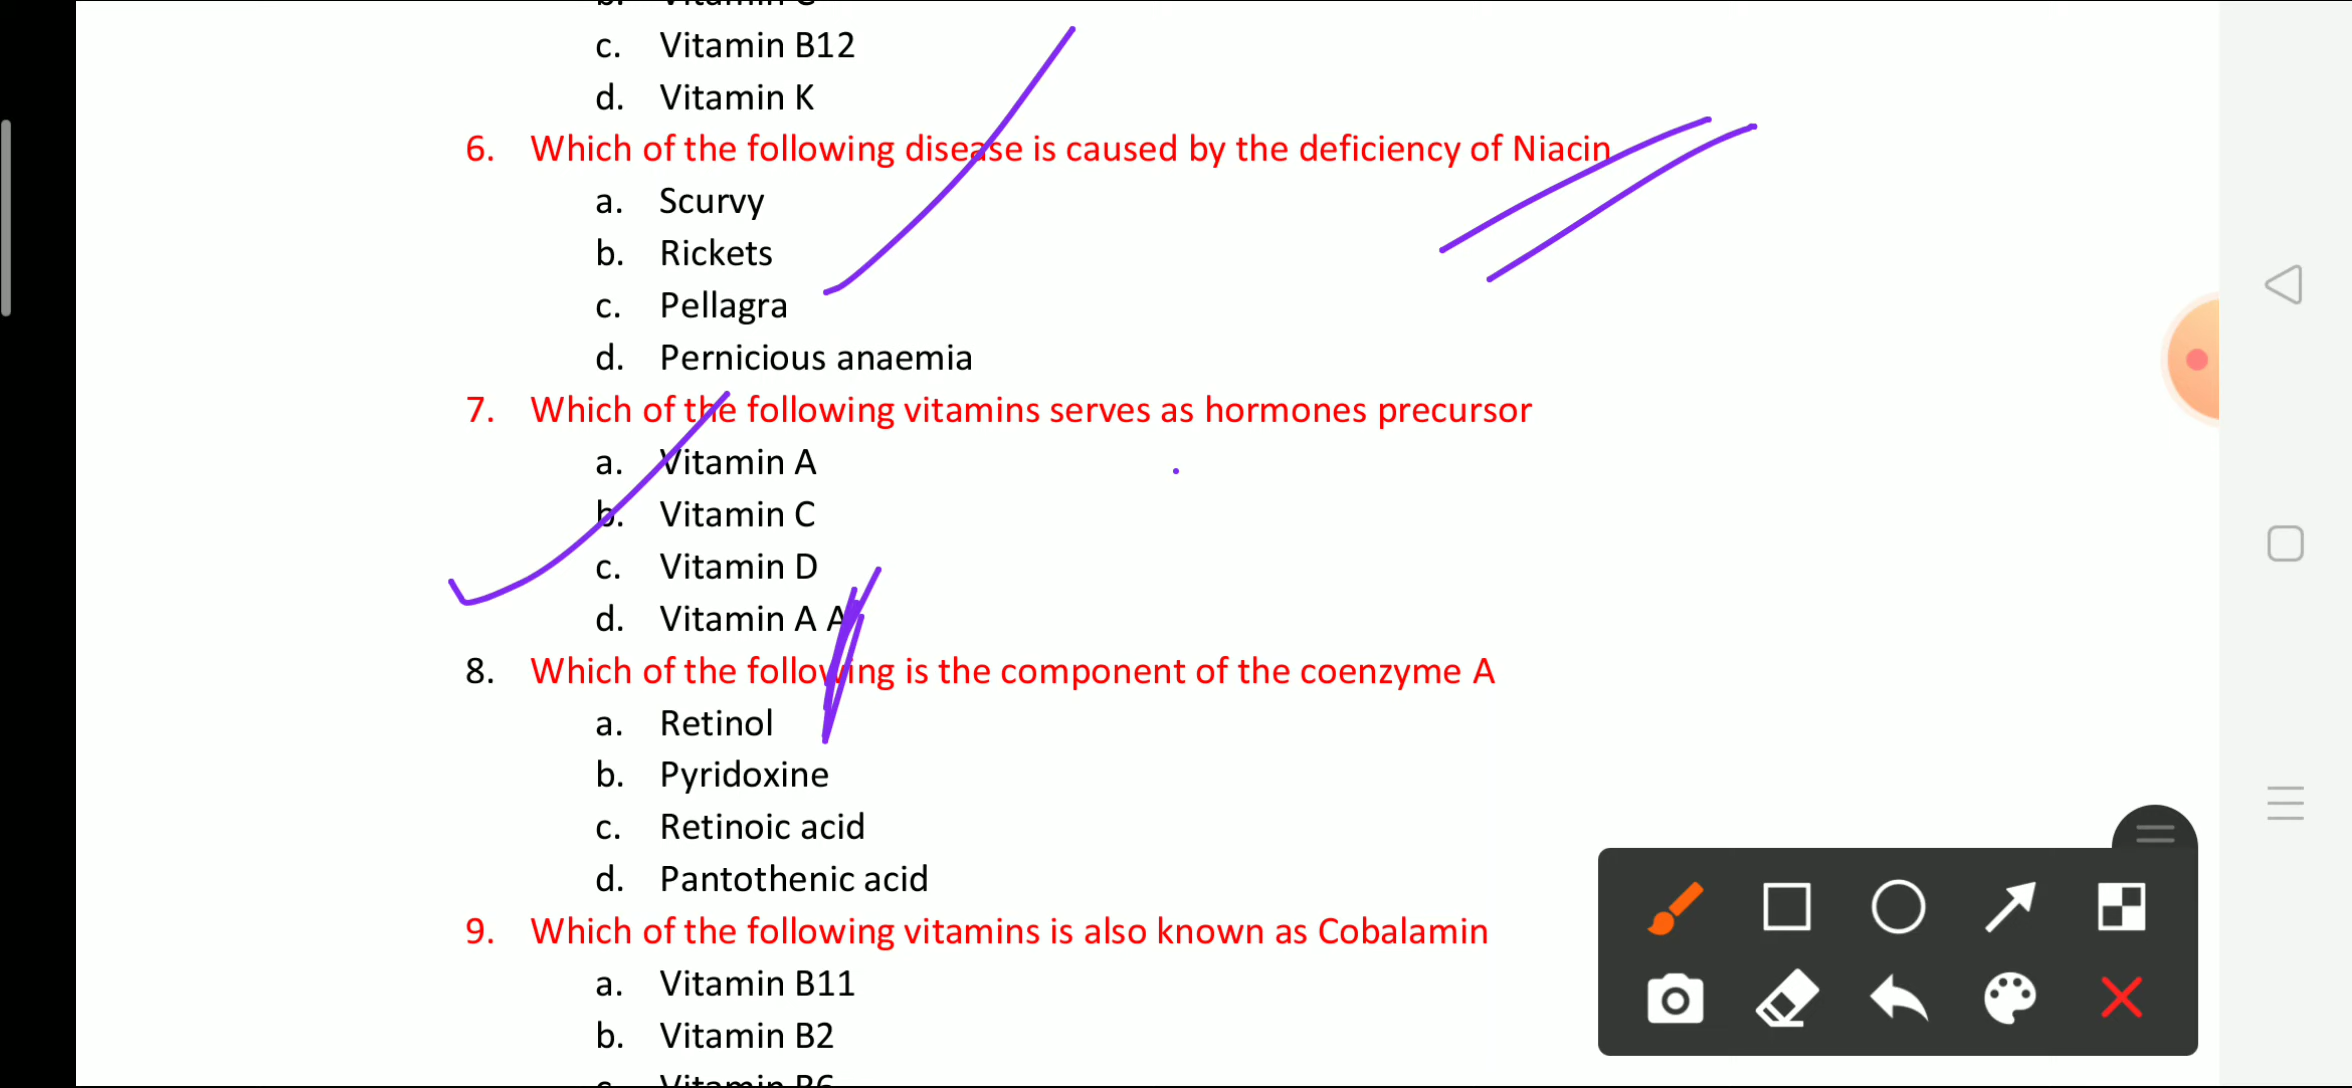 c. Vitamin B12
d. Vitamin K
6. Which of the following disease is caused by the deficiency of Niacin
a. Scurvy
b. Rickets
c. Pellagra
d. Pernicious anaemia
7. Which of the following vitamins serves as hormones precursor
a. Vitamin A
b. Vitamin C
c. Vitamin D
d. Vitamin A A
8. Which of the following is the component of the coenzyme A
a. Retinol
b. Pyridoxine
c. Retinoic acid
d. Pantothenic acid
9. Which of the following vitamins is also known as Cobalamin
a. Vitamin B11
b. Vitamin B2